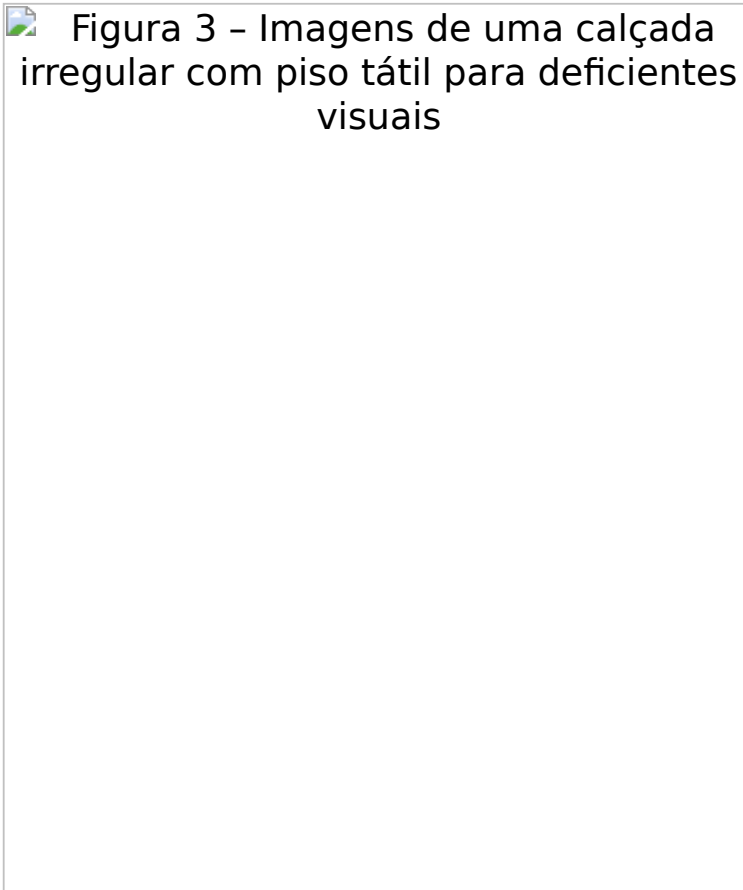 Figura 3 – Imagens de uma calçada
irregular com piso tátil para deficientes
visuais